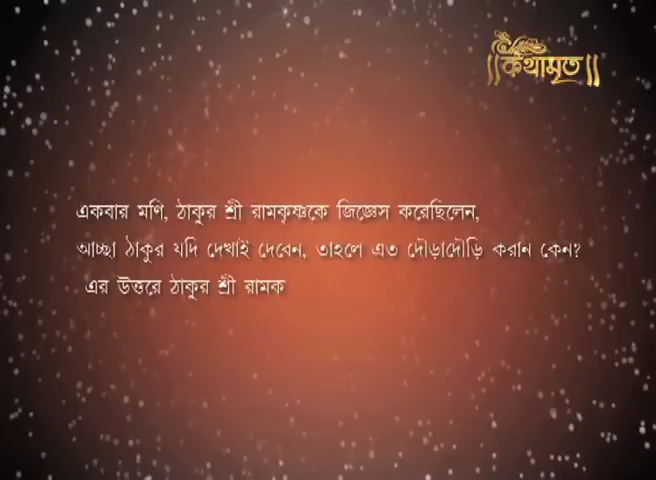 ||কথামৃত||
একবার মণি, ঠাকুর শ্রী রামকৃষ্ণকে জিজ্ঞেস করেছিলেন,
আচ্ছা ঠাকুর যদি দেখাই দেবেন, তাহলে এত দৌড়াদৌড়ি করান কেন?
এর উত্তরে ঠাকুর শ্রী রামক